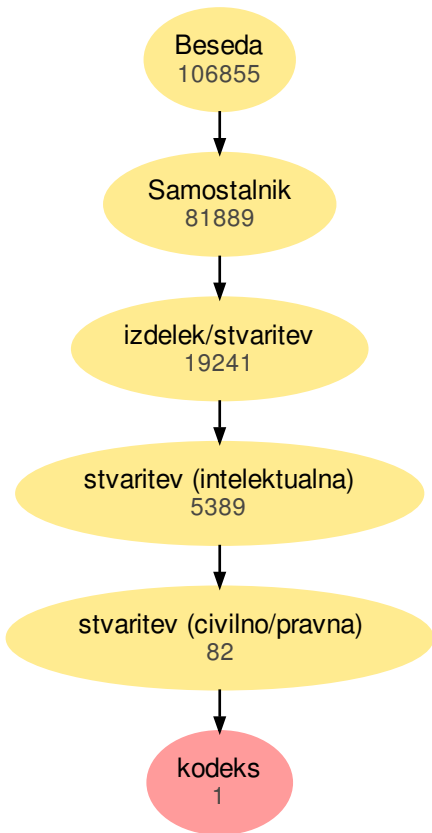 Beseda
106855
Samostalnik
81889
izdelek/stvaritev
19241
stvaritev (intelektualna)
5389
stvaritev (civilno/pravna)
82
kodeks
1